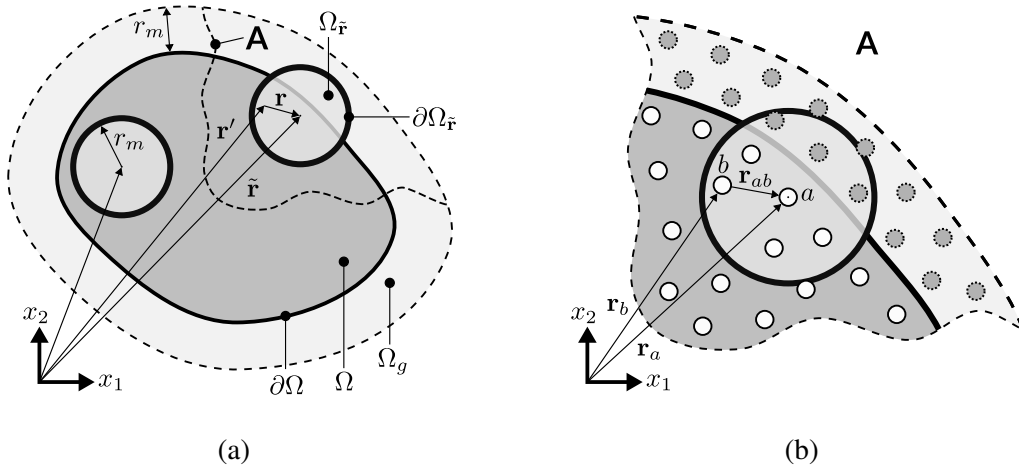 r_m
A
Ω_r̃
r
∂Ω_r̃
r′
r_m
r̃
x_2
x_1
∂Ω
Ω
Ω_g
(a)
A
b
r_ab
a
r_b
x_2
r_a
x_1
(b)